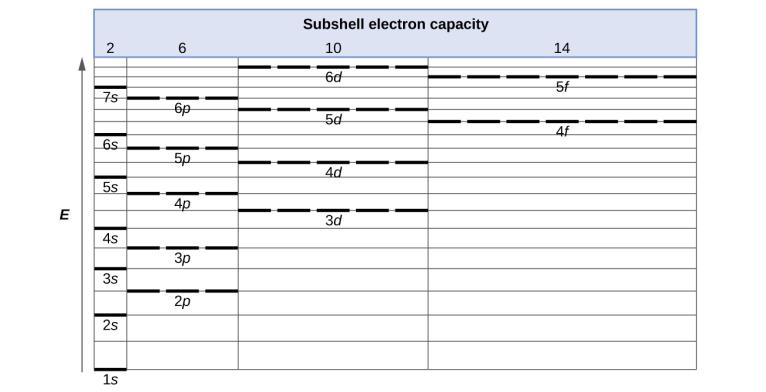 Subshell electron capacity
2 6 10 14
6d
5f
7s
6p
5d
4f
6s
5p
4d
5s
4p
E
3d
4s
3p
3s
2p
2s
1s